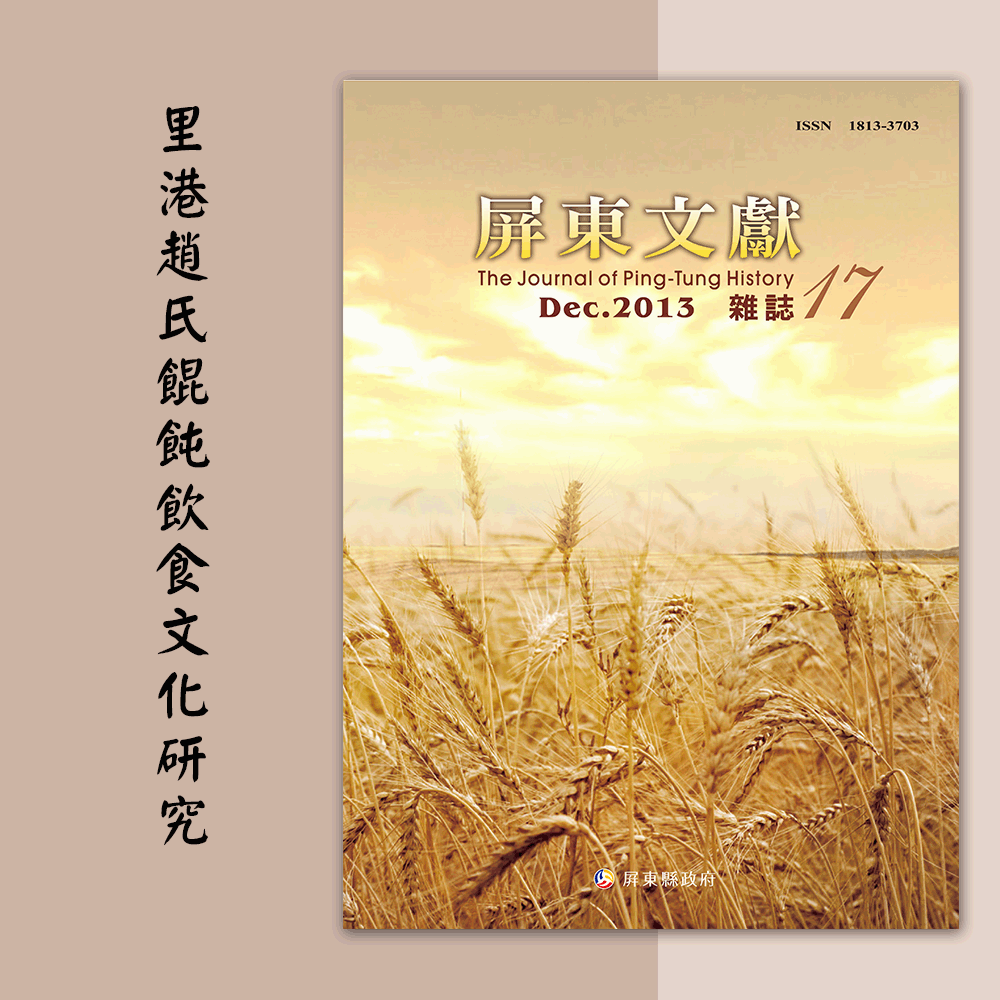 里港趙氏餛飩飲食文化研究
ISSN 1813-3703
屏東文獻
The Journal of Ping-Tung History
Dec.2013 雜誌 17
屏東縣政府